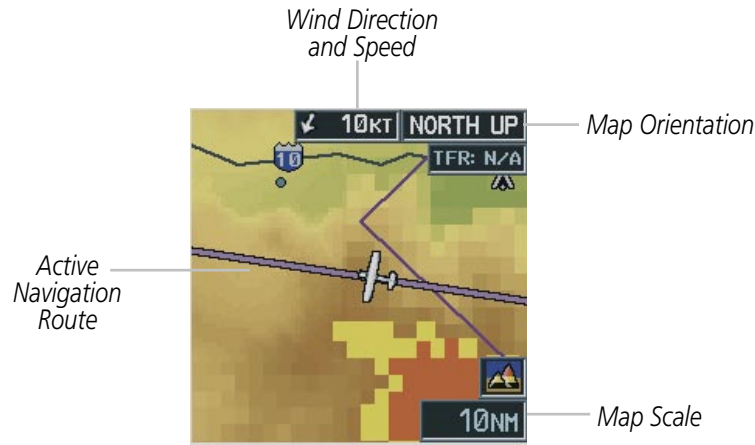 Wind Direction
and Speed
10KT
NORTH UP
Map Orientation
10
TFR: N/A
Active
Navigation
Route
10NM
Map Scale